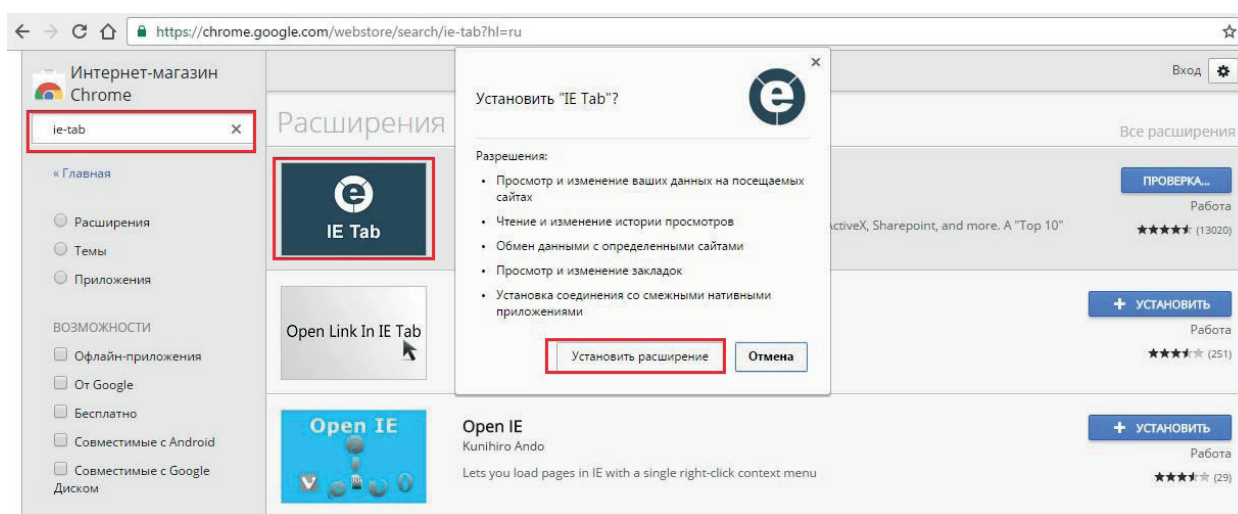 https://chrome.google.com/webstore/search/ie-tab?hl=ru
Интернет-магазин
Chrome
Вход
ie-tab
Расширения
Все расширения
« Главная
Расширения
Темы
Приложения
ВОЗМОЖНОСТИ
Офлайн-приложения
От Google
Бесплатно
Совместимые с Android
Совместимые с Google
Диском
IE Tab
ctiveX, Sharepoint, and more. A "Top 10"
ПРОВЕРКА...
Работа
(13020)
Open Link In IE Tab
+ УСТАНОВИТЬ
Работа
(251)
Open IE
Open IE
Kunihiro Ando
Lets you load pages in IE with a single right-click context menu
+ УСТАНОВИТЬ
Работа
(29)
Установить "IE Tab"?
Разрешения:
• Просмотр и изменение ваших данных на посещаемых
сайтах
• Чтение и изменение истории просмотров
• Обмен данными с определенными сайтами
• Просмотр и изменение закладок
• Установка соединения со смежными нативными
приложениями
Установить расширение
Отмена